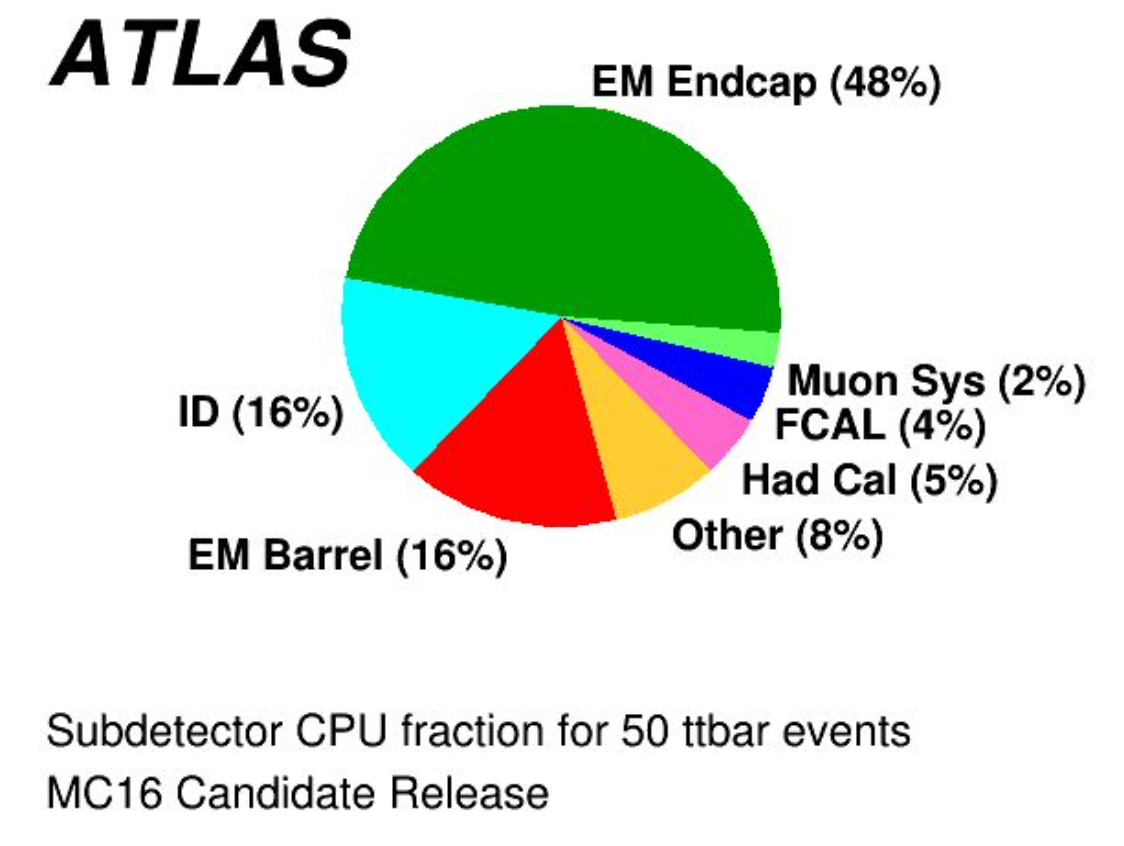 ATLAS
EM Endcap (48%)
Muon Sys (2%)
ID (16%)
FCAL (4%)
Had Cal (5%)
Other (8%)
EM Barrel (16%)
Subdetector CPU fraction for 50 ttbar events
MC16 Candidate Release